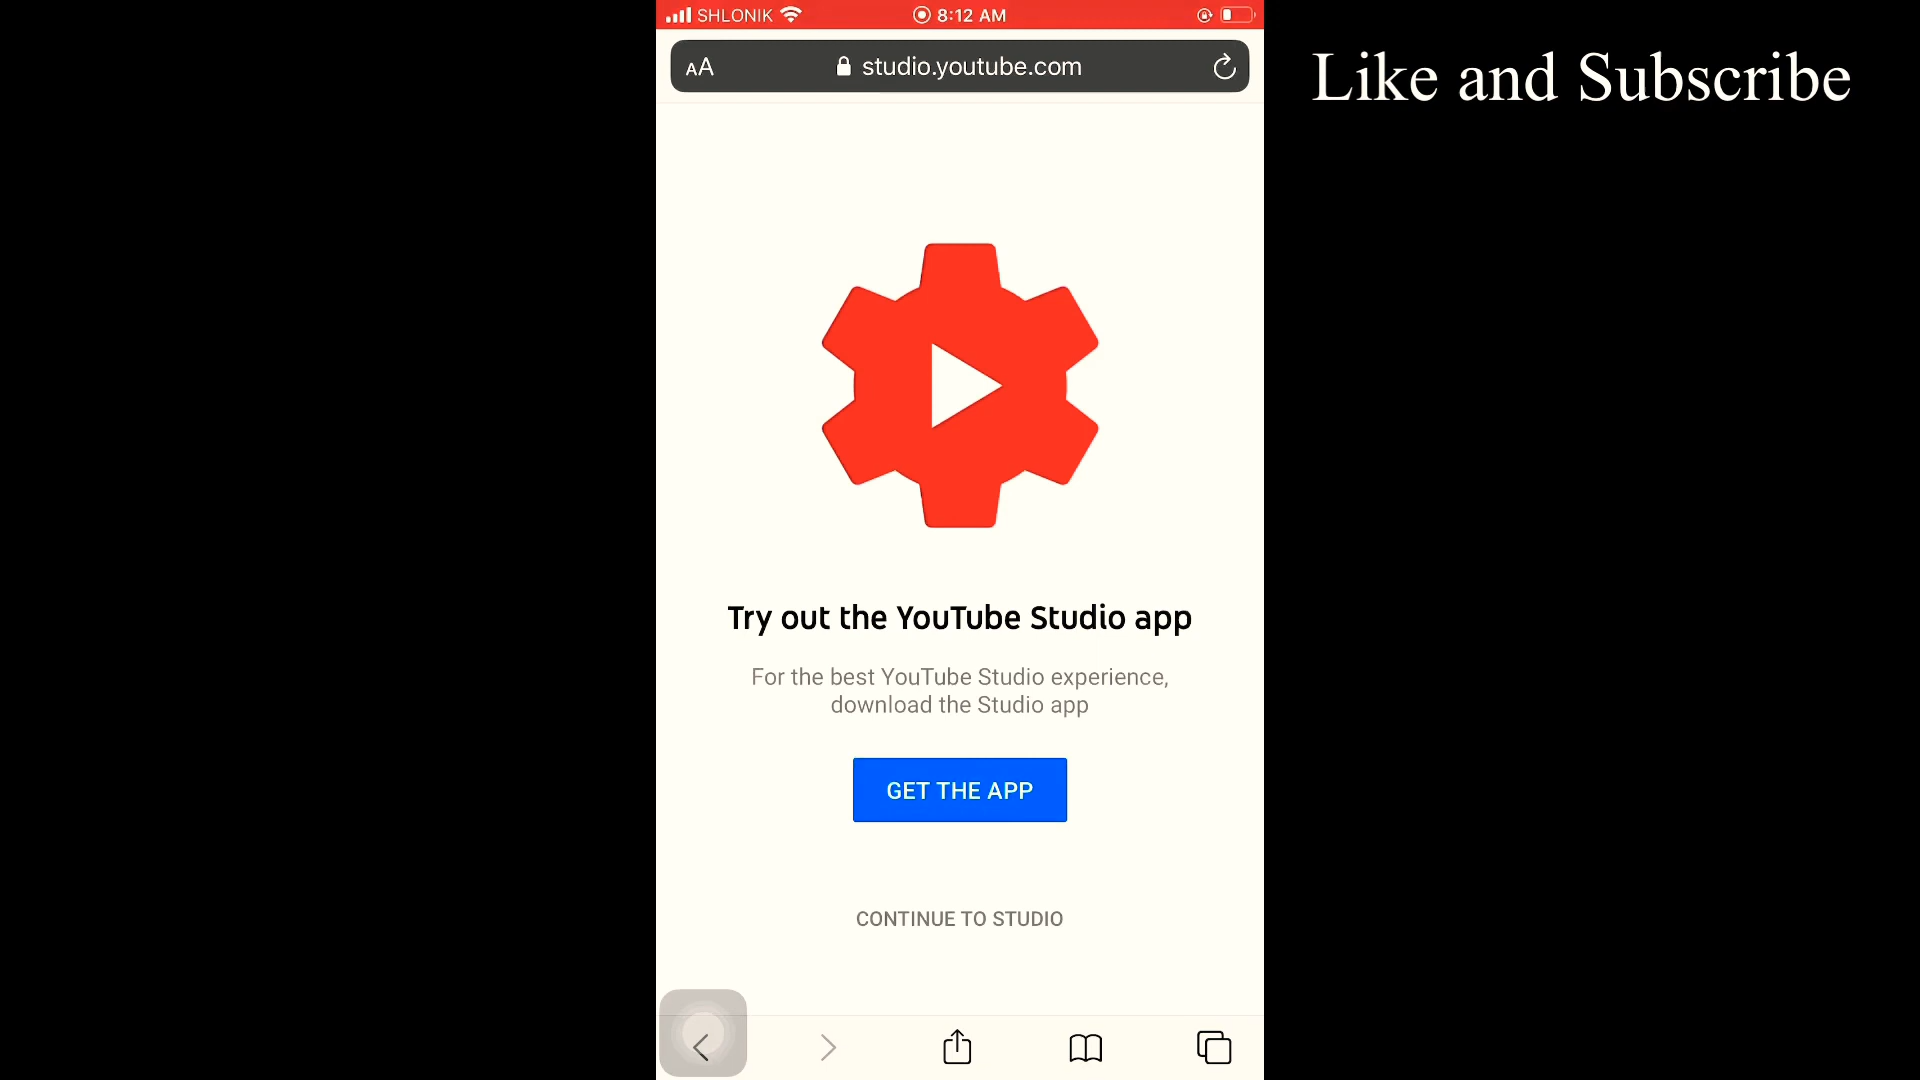 SHLONIK
8:12 AM
AA
studio.youtube.com
Like and Subscribe
Try out the YouTube Studio app
For the best YouTube Studio experience,
download the Studio app
GET THE APP
CONTINUE TO STUDIO